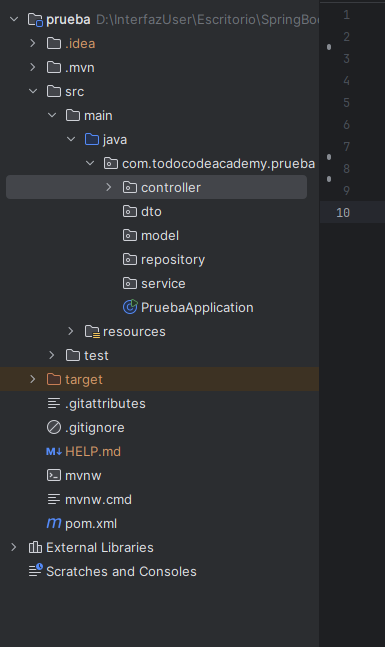 prueba D:\InterfazUser\Escritorio\SpringBoo
.idea
.mvn
src
main
java
com.todocodeacademy.prueba
controller
dto
model
repository
service
PruebaApplication
resources
test
target
.gitattributes
.gitignore
M↓ HELP.md
mvnw
mvnw.cmd
m pom.xml
External Libraries
Scratches and Consoles
1
2
3
4
5
6
7
8
9
10